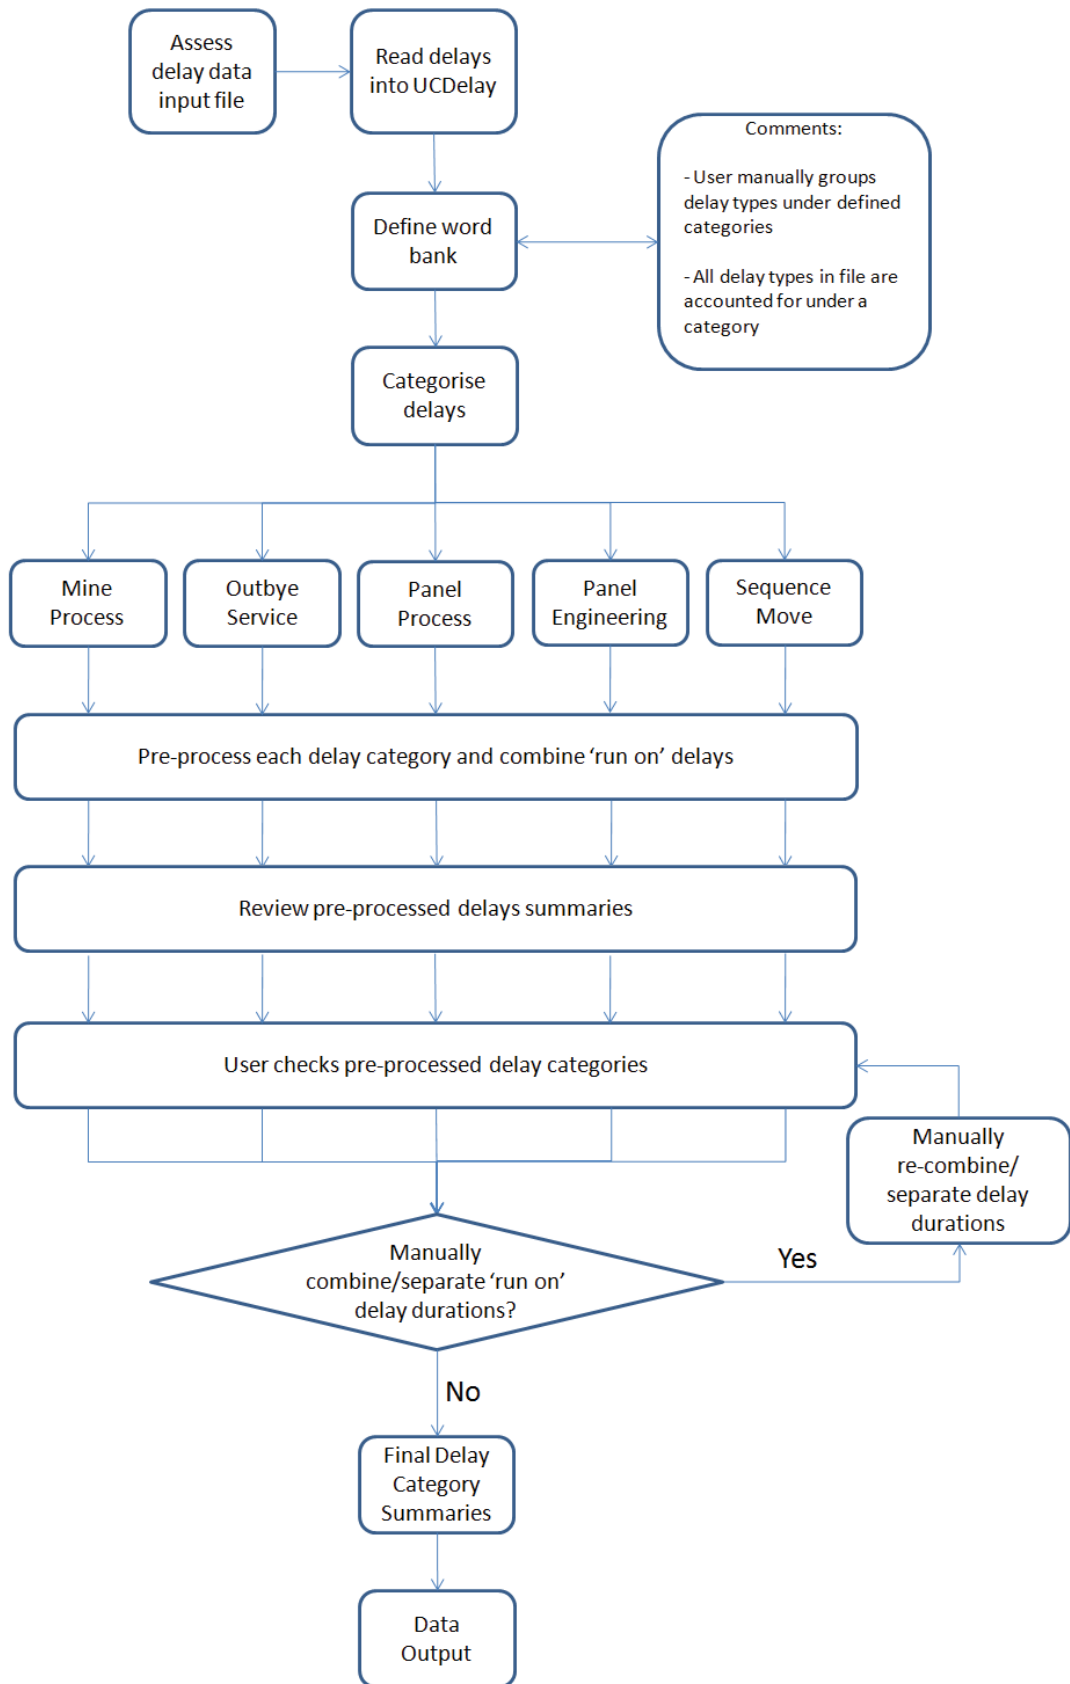 Assess
delay data
input file
Read delays
into UCDelay
Comments:
- User manually groups
delay types under defined
categories
- All delay types in file are
accounted for under a
category
Define word
bank
Categorise
delays
Mine
Process
Outbye
Service
Panel
Process
Panel
Engineering
Sequence
Move
Pre-process each delay category and combine ‘run on’ delays
Review pre-processed delays summaries
User checks pre-processed delay categories
Manually
re-combine/
separate delay
durations
Manually
combine/separate ‘run on’
delay durations?
Yes
No
Final Delay
Category
Summaries
Data
Output